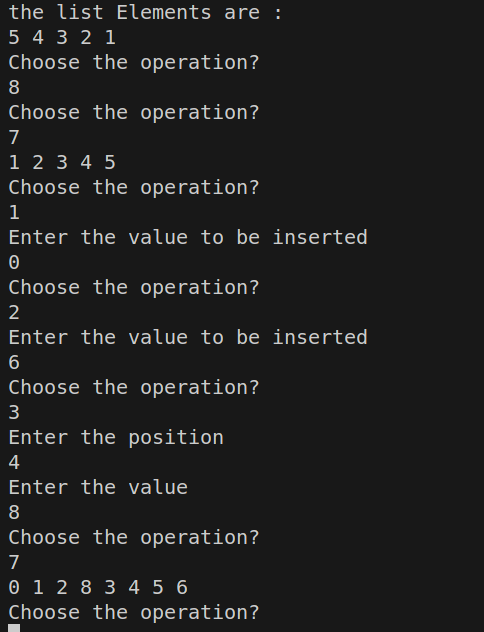 the list Elements are :
5 4 3 2 1
Choose the operation?
8
Choose the operation?
7
1 2 3 4 5
Choose the operation?
1
Enter the value to be inserted
0
Choose the operation?
2
Enter the value to be inserted
6
Choose the operation?
3
Enter the position
4
Enter the value
8
Choose the operation?
7
0 1 2 8 3 4 5 6
Choose the operation?